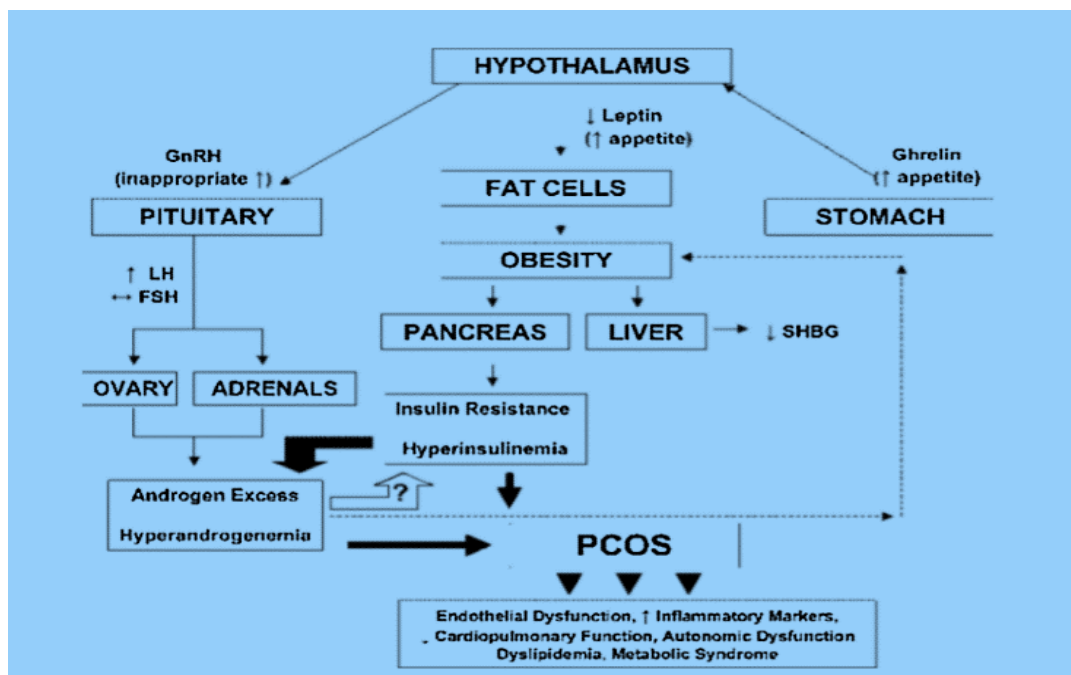 HYPOTHALAMUS
↓ Leptin
(↑ appetite)
GnRH
(inappropriate ↑)
Ghrelin
(↑ appetite)
FAT CELLS
PITUITARY
STOMACH
OBESITY
↑ LH
↔ FSH
PANCREAS
LIVER
↓ SHBG
OVARY
ADRENALS
Insulin Resistance
Hyperinsulinemia
?
Androgen Excess
Hyperandrogenemia
PCOS
Endothelial Dysfunction, ↑ Inflammatory Markers,
Cardiopulmonary Function, Autonomic Dysfunction
Dyslipidemia, Metabolic Syndrome